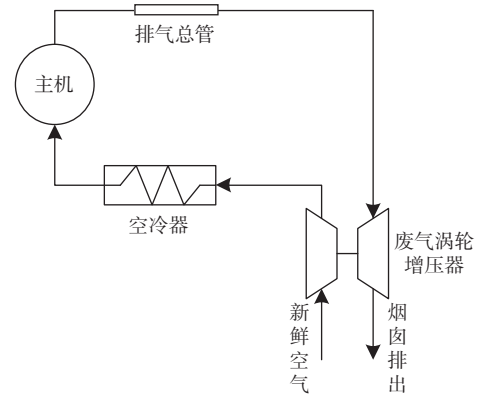 排气总管
主机
空冷器
废气涡轮
增压器
新鲜空气
烟囱排出